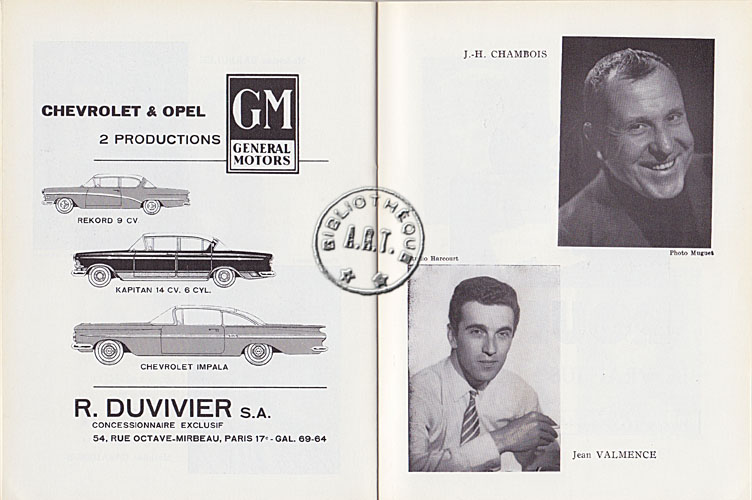 CHEVROLET & OPEL
2 PRODUCTIONS
GM
GENERAL
MOTORS
REKORD 9 CV.
KAPITAN 14 CV. 6 CYL.
CHEVROLET IMPALA
R. DUVIVIER S.A.
CONCESSIONNAIRE EXCLUSIF
54, RUE OCTAVE-MIRBEAU, PARIS 17e - GAL. 69-64
BIBLIOTHÈQUE
A.R.T.
J.-H. CHAMBOIS
Photo Muguet
Harcourt
Jean VALMENCE